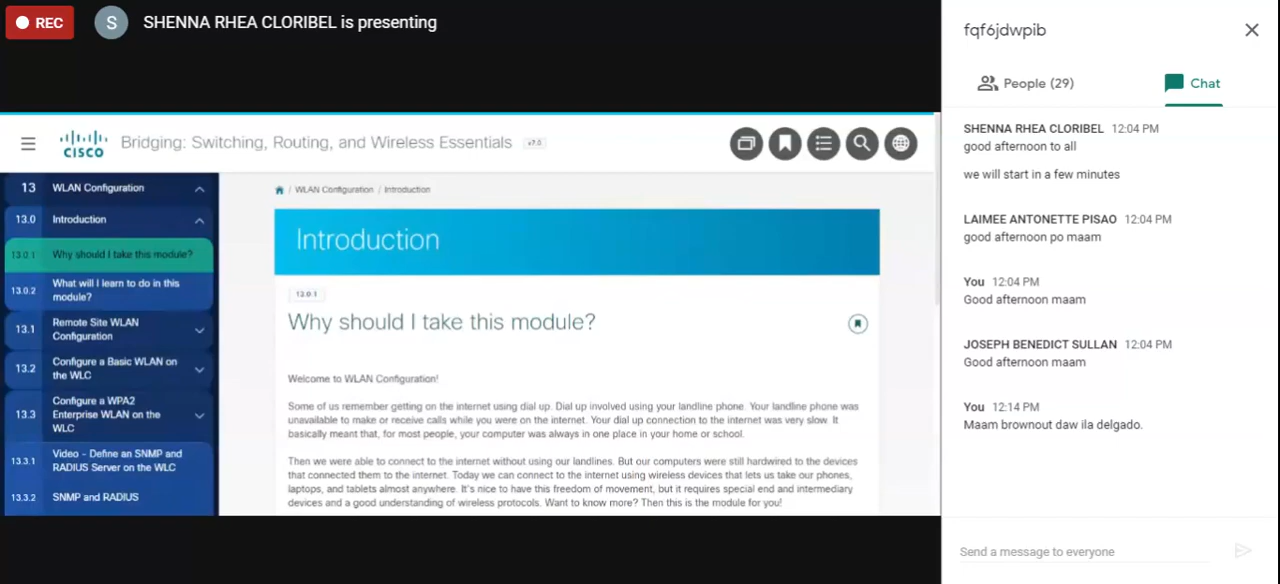 REC
S
SHENNA RHEA CLORIBEL is presenting
CISCO
Bridging: Switching, Routing, and Wireless Essentials
v7.0
13
WLAN Configuration
13.0
Introduction
13.0.1
Why should I take this module?
13.0.2
What will I learn to do in this
module?
13.1
Remote Site WLAN
Configuration
13.2
Configure a Basic WLAN on
the WLC
13.3
Configure a WPA2
Enterprise WLAN on the
WLC
13.3.1
Video - Define an SNMP and
RADIUS Server on the WLC
13.3.2
SNMP and RADIUS
/ WLAN Configuration / Introduction
Introduction
13.0.1
Why should I take this module?
Welcome to WLAN Configuration!
Some of us remember getting on the internet using dial up. Dial up involved using your landline phone. Your landline phone was
unavailable to make or receive calls while you were on the internet. Your dial up connection to the internet was very slow. It
basically meant that, for most people, your computer was always in one place in your home or school.
Then we were able to connect to the internet without using our landlines. But our computers were still hardwired to the devices
that connected them to the internet. Today we can connect to the internet using wireless devices that lets us take our phones,
laptops, and tablets almost anywhere. It's nice to have this freedom of movement, but it requires special end and intermediary
devices and a good understanding of wireless protocols. Want to know more? Then this is the module for you!
fqf6jdwpib
People (29)
Chat
SHENNA RHEA CLORIBEL 12:04 PM
good afternoon to all
we will start in a few minutes
LAIMEE ANTONETTE PISAO 12:04 PM
good afternoon po maam
You 12:04 PM
Good afternoon maam
JOSEPH BENEDICT SULLAN 12:04 PM
Good afternoon maam
You 12:14 PM
Maam brownout daw ila delgado.
Send a message to everyone